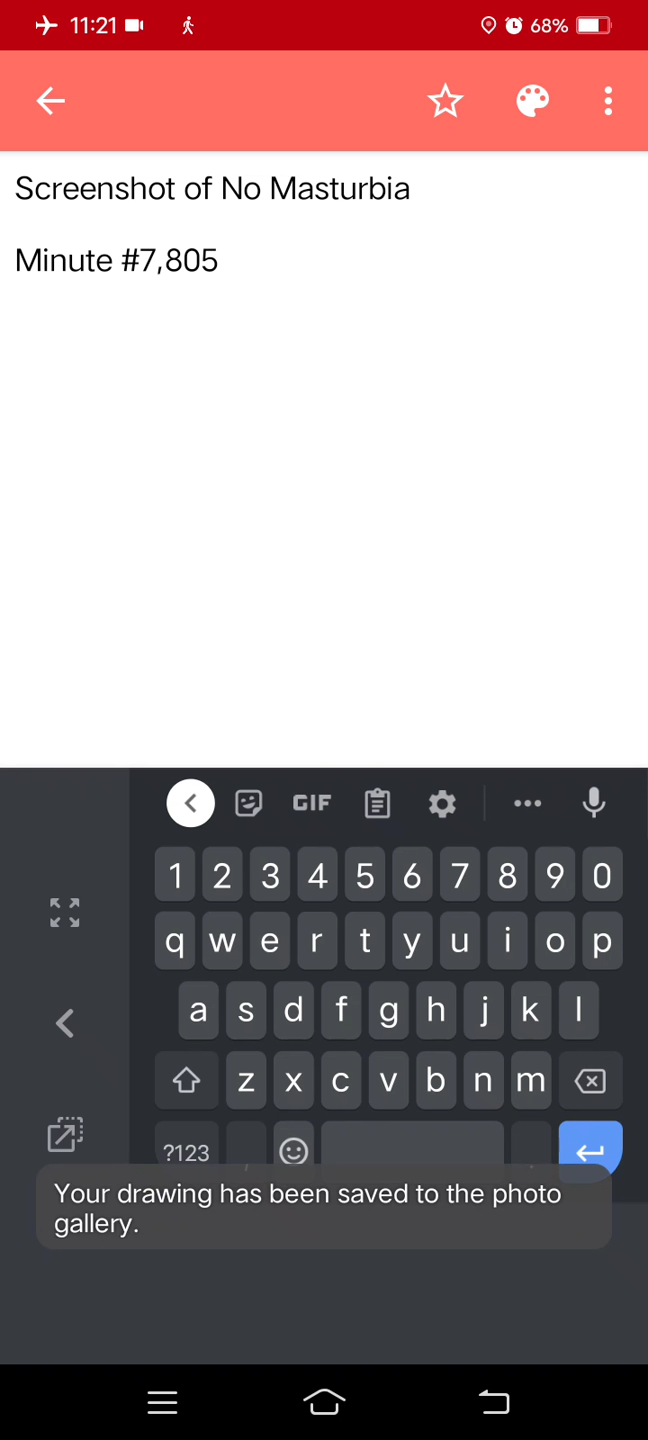 11:21
68%
Screenshot of No Masturbia
Minute #7,805
GIF
1 2 3 4 5 6 7 8 9 0
q w e r t y u i o p
a s d f g h j k l
z x c v b n m
?123 , .
Your drawing has been saved to the photo
gallery.